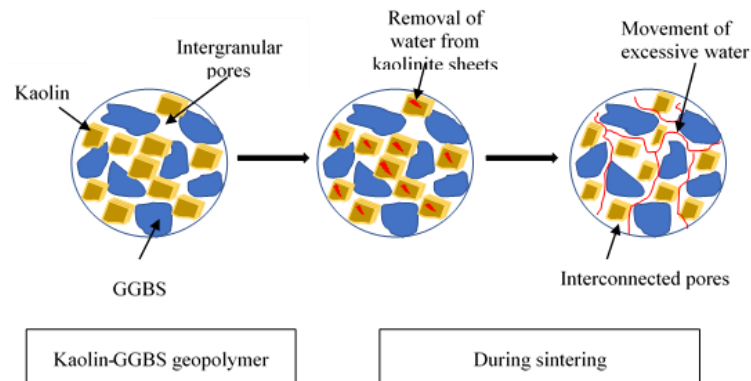 Intergranular
pores
Kaolin
GGBS
Removal of
water from
kaolinite sheets
Movement of
excessive water
Interconnected pores
Kaolin-GGBS geopolymer
During sintering